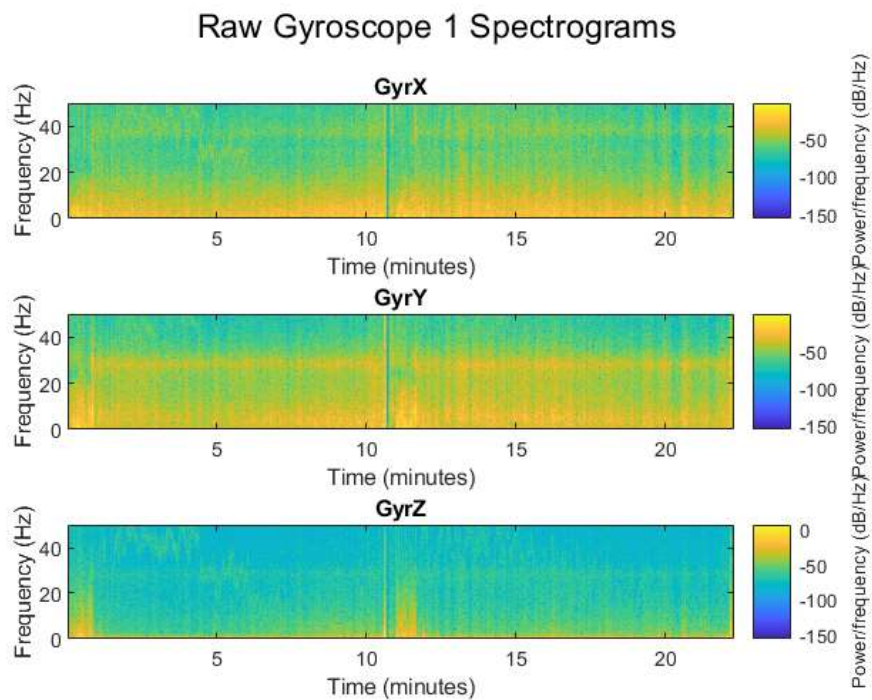 Raw Gyroscope 1 Spectrograms
GyrX
Frequency (Hz)
40
20
0
5
10
15
20
Time (minutes)
-50
-100
-150
Power/frequency (dB/Hz)
GyrY
Frequency (Hz)
40
20
0
5
10
15
20
Time (minutes)
-50
-100
-150
Power/frequency (dB/Hz)
GyrZ
Frequency (Hz)
40
20
0
5
10
15
20
Time (minutes)
0
-50
-100
-150
Power/frequency (dB/Hz)